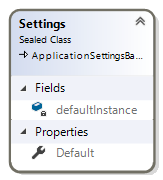 Settings
Sealed Class
ApplicationSettingsBa...
Fields
defaultInstance
Properties
Default